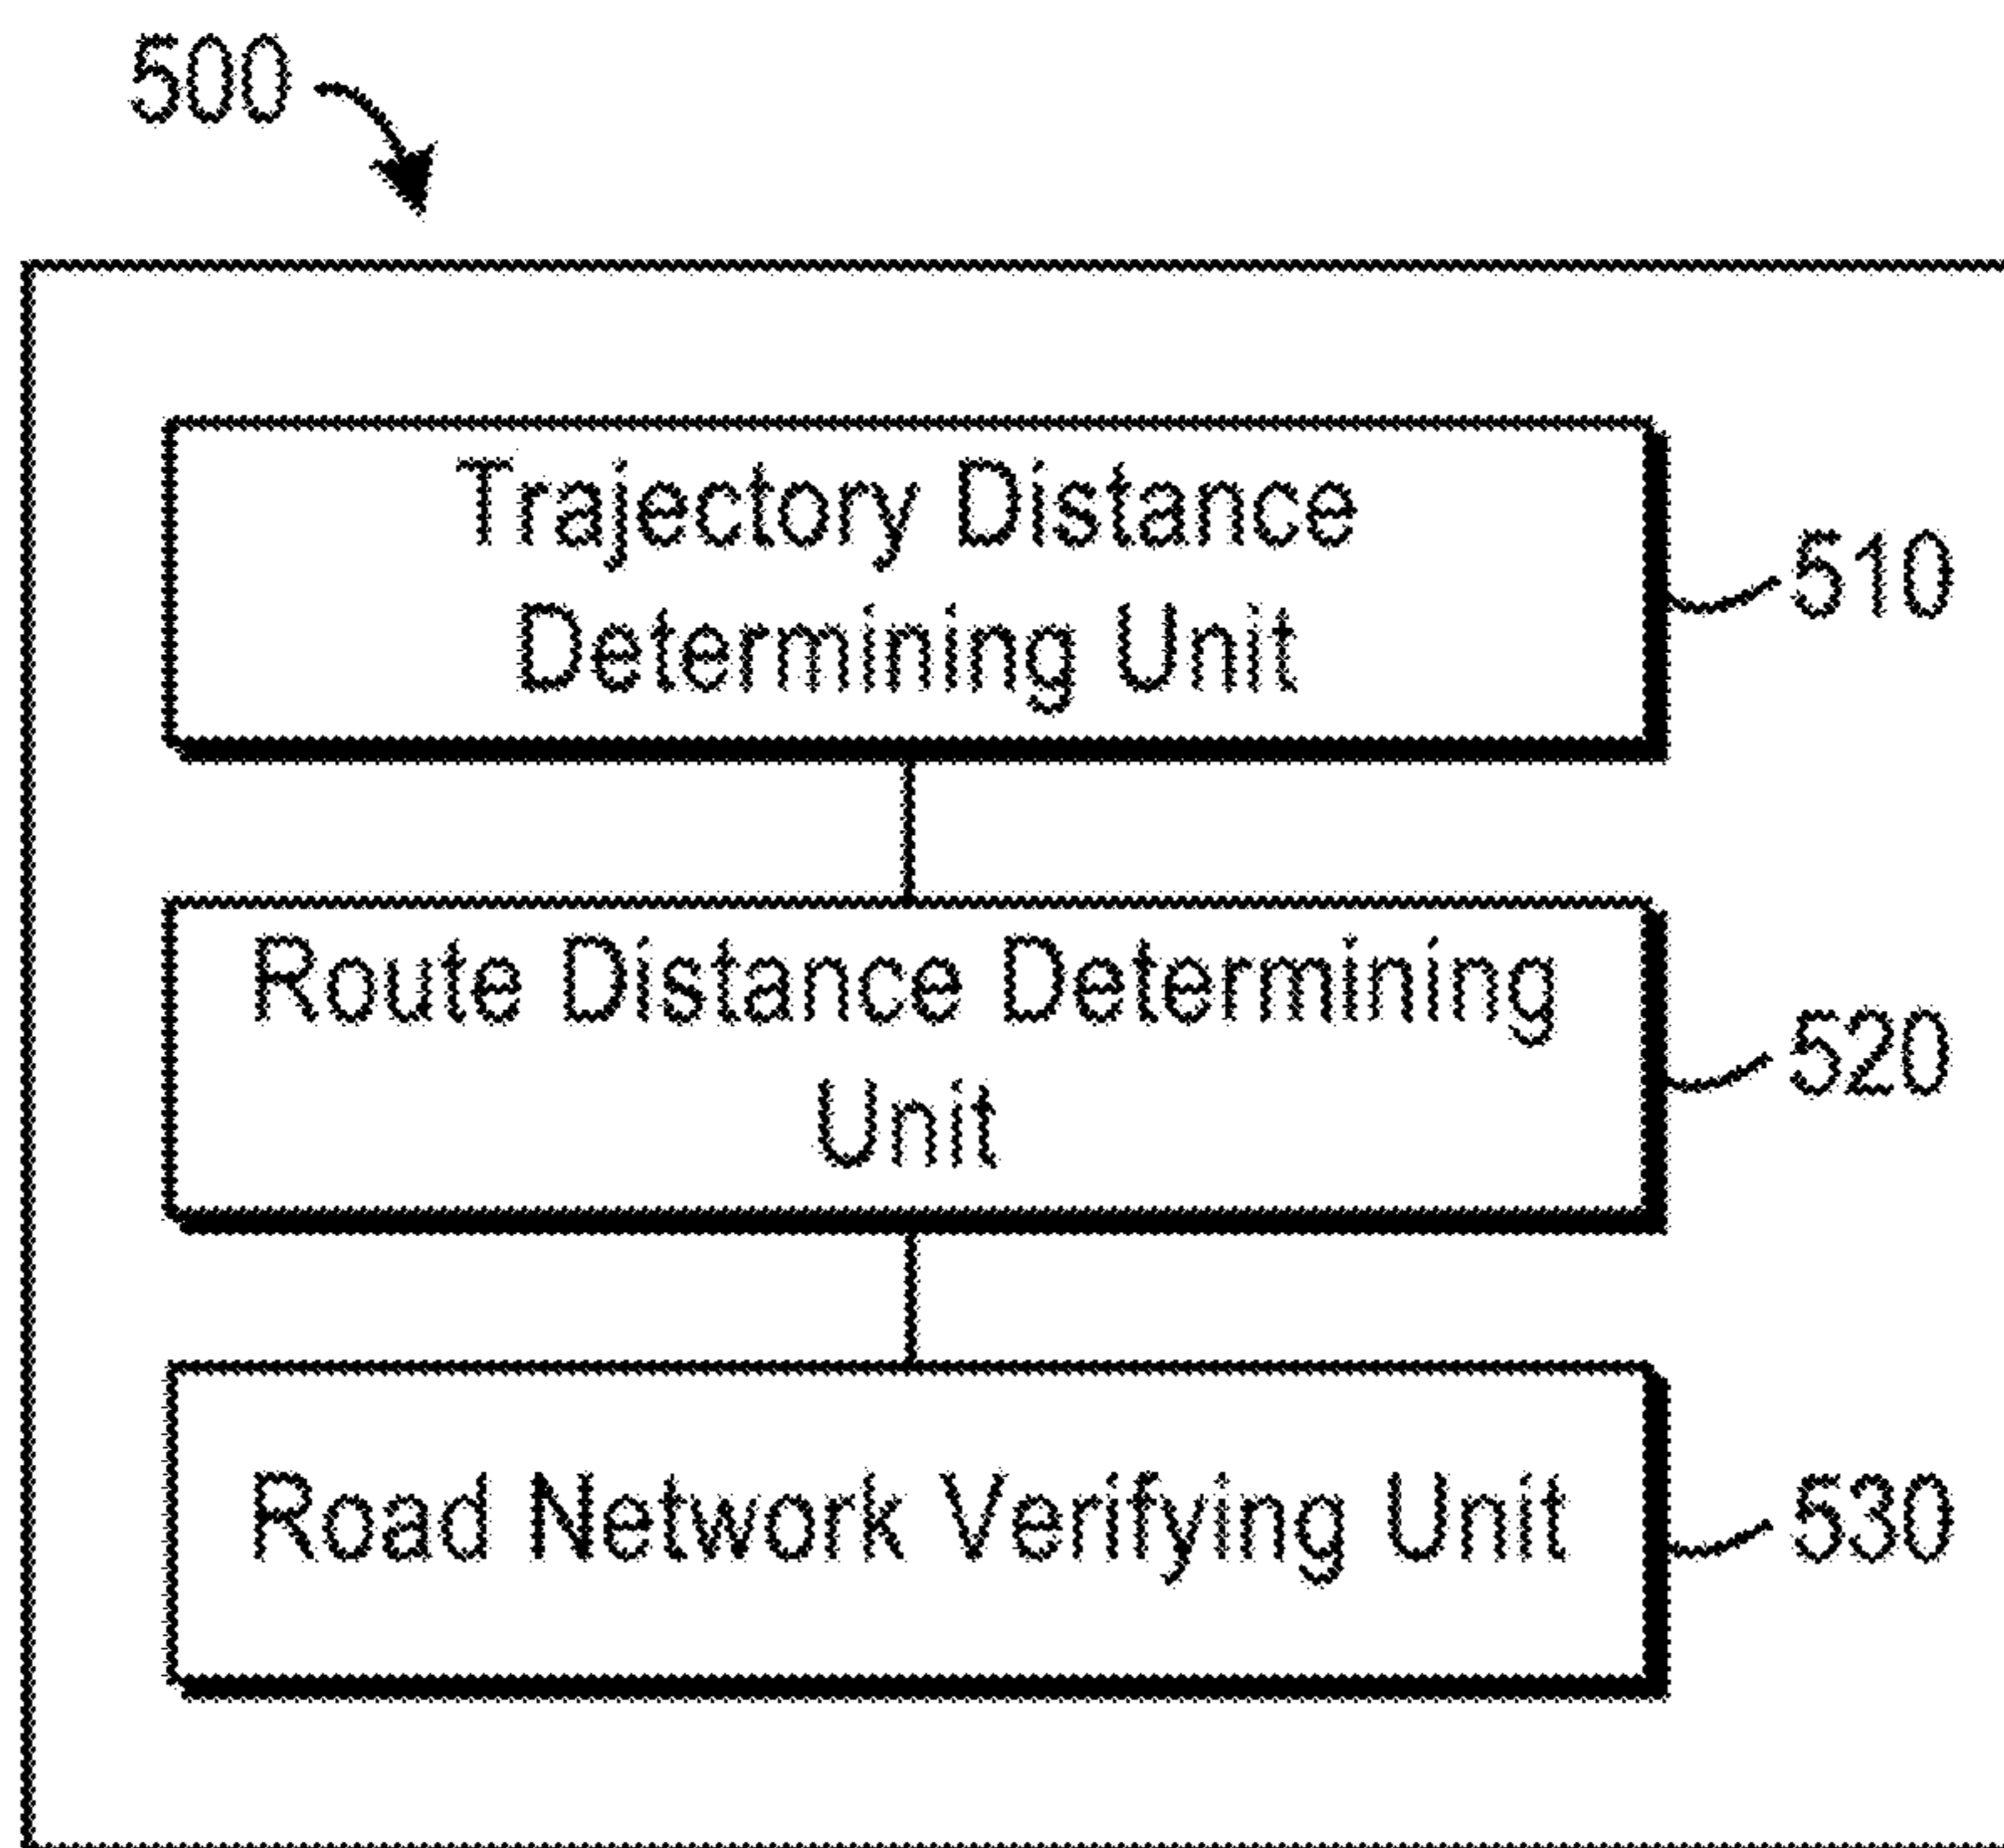 500
Trajectory Distance
Determining Unit
510
Route Distance Determining
Unit
520
Road Network Verifying Unit
530